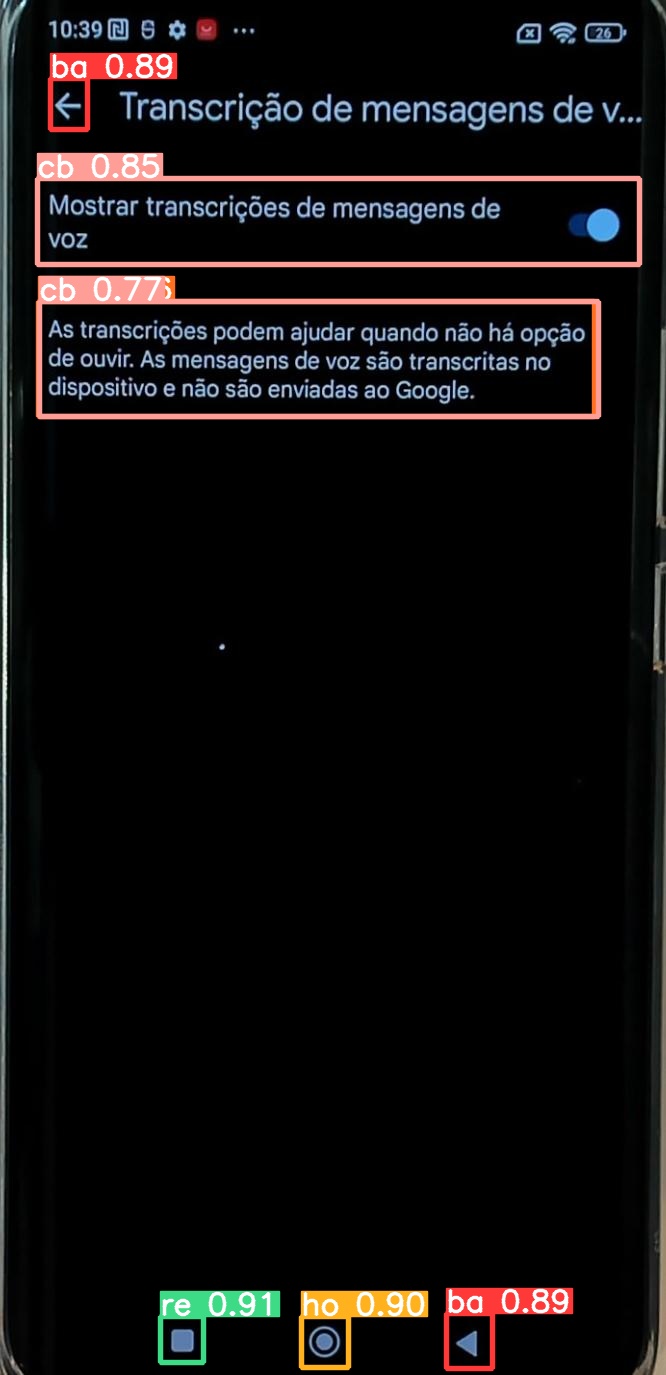 10:39
26
ba 0.89
Transcrição de mensagens de v...
cb 0.85
Mostrar transcrições de mensagens de
voz
cb 0.77
As transcrições podem ajudar quando não há opção
de ouvir. As mensagens de voz são transcritas no
dispositivo e não são enviadas ao Google.
re 0.91
ho 0.90
ba 0.89